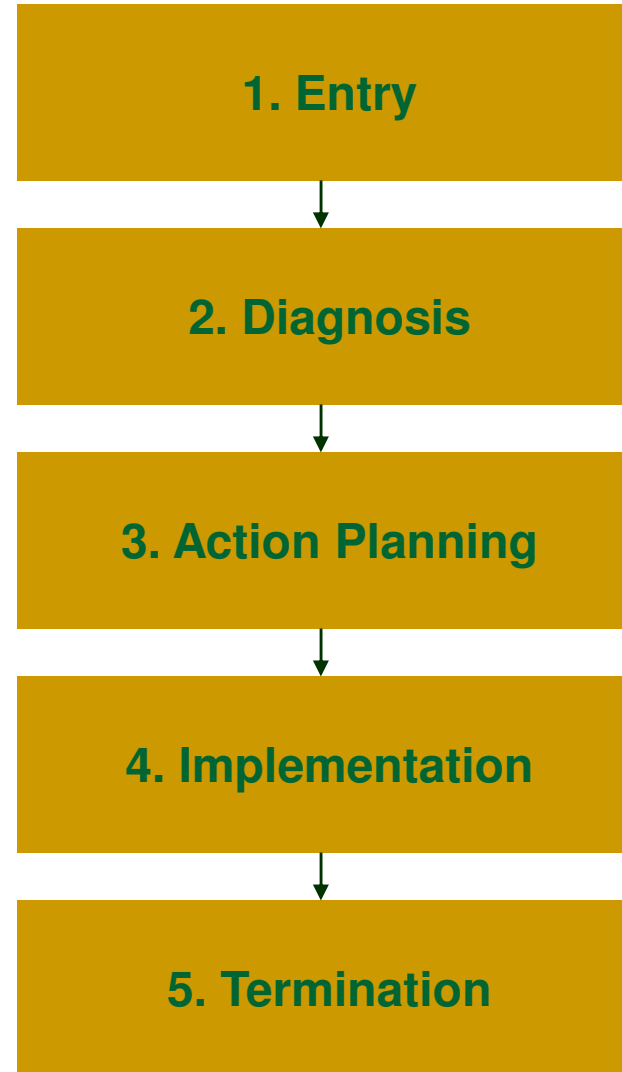 1. Entry
2. Diagnosis
3. Action Planning
4. Implementation
5. Termination